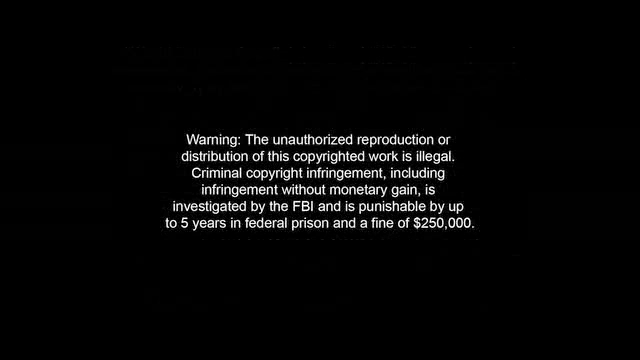 Warning: The unauthorized reproduction or
distribution of this copyrighted work is illegal.
Criminal copyright infringement, including
infringement without monetary gain, is
investigated by the FBI and is punishable by up
to 5 years in federal prison and a fine of $250,000.